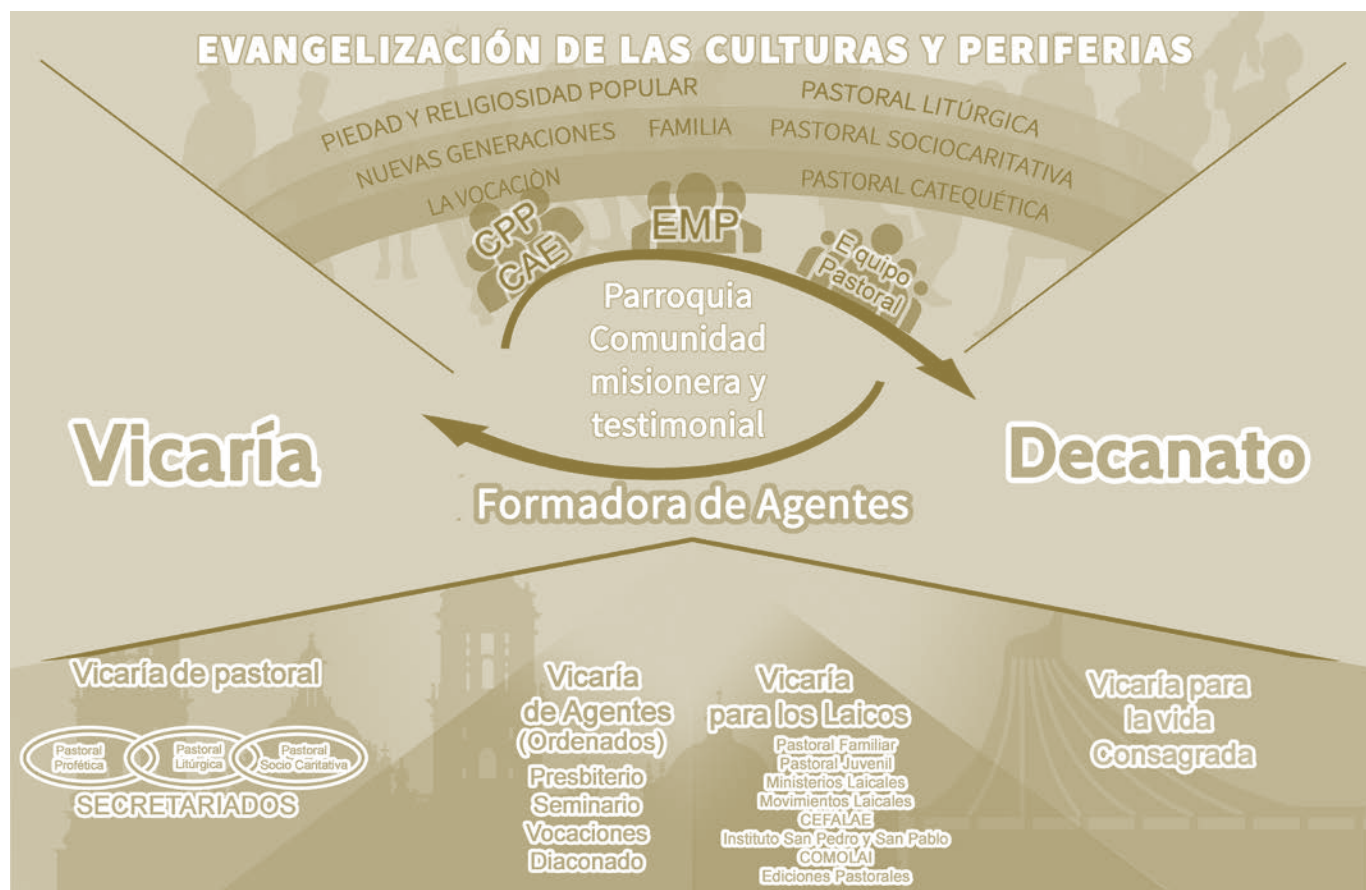 EVANGELIZACIÓN DE LAS CULTURAS Y PERIFERIAS
PIEDAD Y RELIGIOSIDAD POPULAR
PASTORAL LITÚRGICA
NUEVAS GENERACIONES
FAMILIA
PASTORAL SOCIOCARITATIVA
LA VOCACIÒN
PASTORAL CATEQUÉTICA
CPP
CAE
EMP
Equipo
Pastoral
Parroquia
Comunidad
misionera y
testimonial
Vicaría
Decanato
Formadora de Agentes
Vicaría de pastoral
Pastoral
Profética
Pastoral
Litúrgica
Pastoral
Socio Caritativa
SECRETARIADOS
Vicaría
de Agentes
(Ordenados)
Presbiterio
Seminario
Vocaciones
Diaconado
Vicaría
para los Laicos
Pastoral Familiar
Pastoral Juvenil
Ministerios Laicales
Movimientos Laicales
CEFALAE
Instituto San Pedro y San Pablo
COMOLAI
Ediciones Pastorales
Vicaría para
la vida
Consagrada